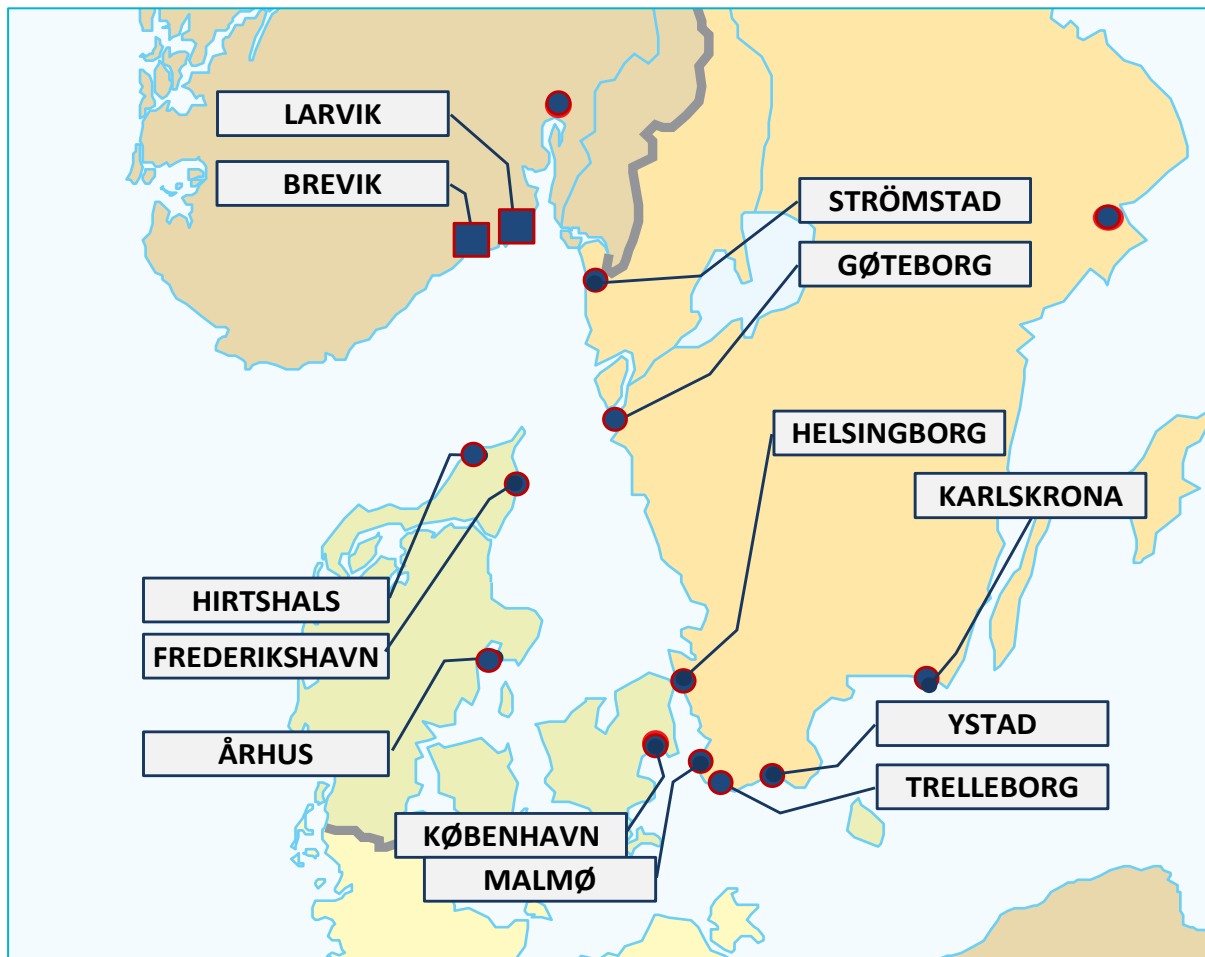 LARVIK
BREVIK
STRÖMSTAD
GØTEBORG
HELSINGBORG
KARLSKRONA
HIRTSHALS
FREDERIKSHAVN
ÅRHUS
YSTAD
TRELLEBORG
KØBENHAVN
MALMØ